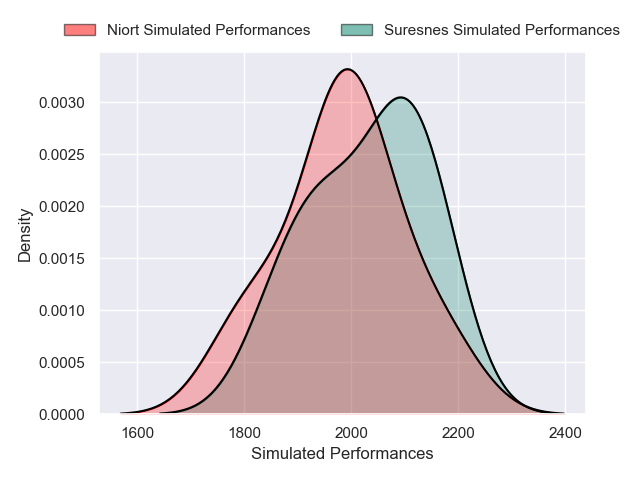 Niort Simulated Performances
Suresnes Simulated Performances
Density
0.0030
0.0025
0.0020
0.0015
0.0010
0.0005
0.0000
1600 1800 2000 2200 2400
Simulated Performances